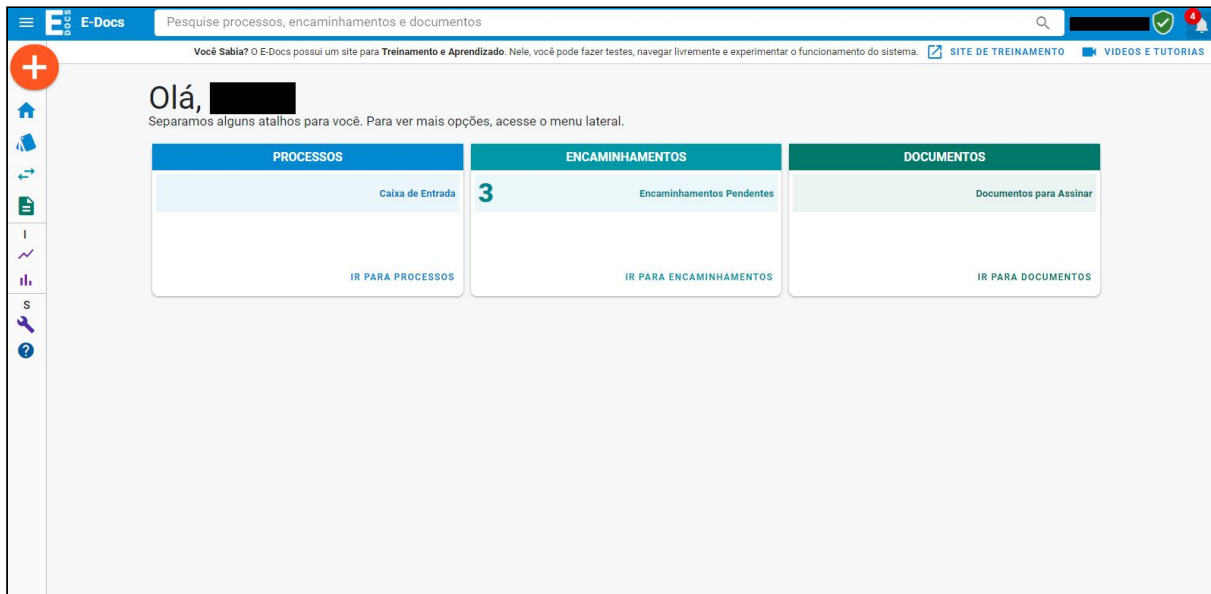 E DOCS E-Docs Pesquise processos, encaminhamentos e documentos 4
Você Sabia? O E-Docs possui um site para Treinamento e Aprendizado. Nele, você pode fazer testes, navegar livremente e experimentar o funcionamento do sistema. SITE DE TREINAMENTO VIDEOS E TUTORIAS
Olá,
Separamos alguns atalhos para você. Para ver mais opções, acesse o menu lateral.
PROCESSOS
Caixa de Entrada
IR PARA PROCESSOS
ENCAMINHAMENTOS
3 Encaminhamentos Pendentes
IR PARA ENCAMINHAMENTOS
DOCUMENTOS
Documentos para Assinar
IR PARA DOCUMENTOS
I
S